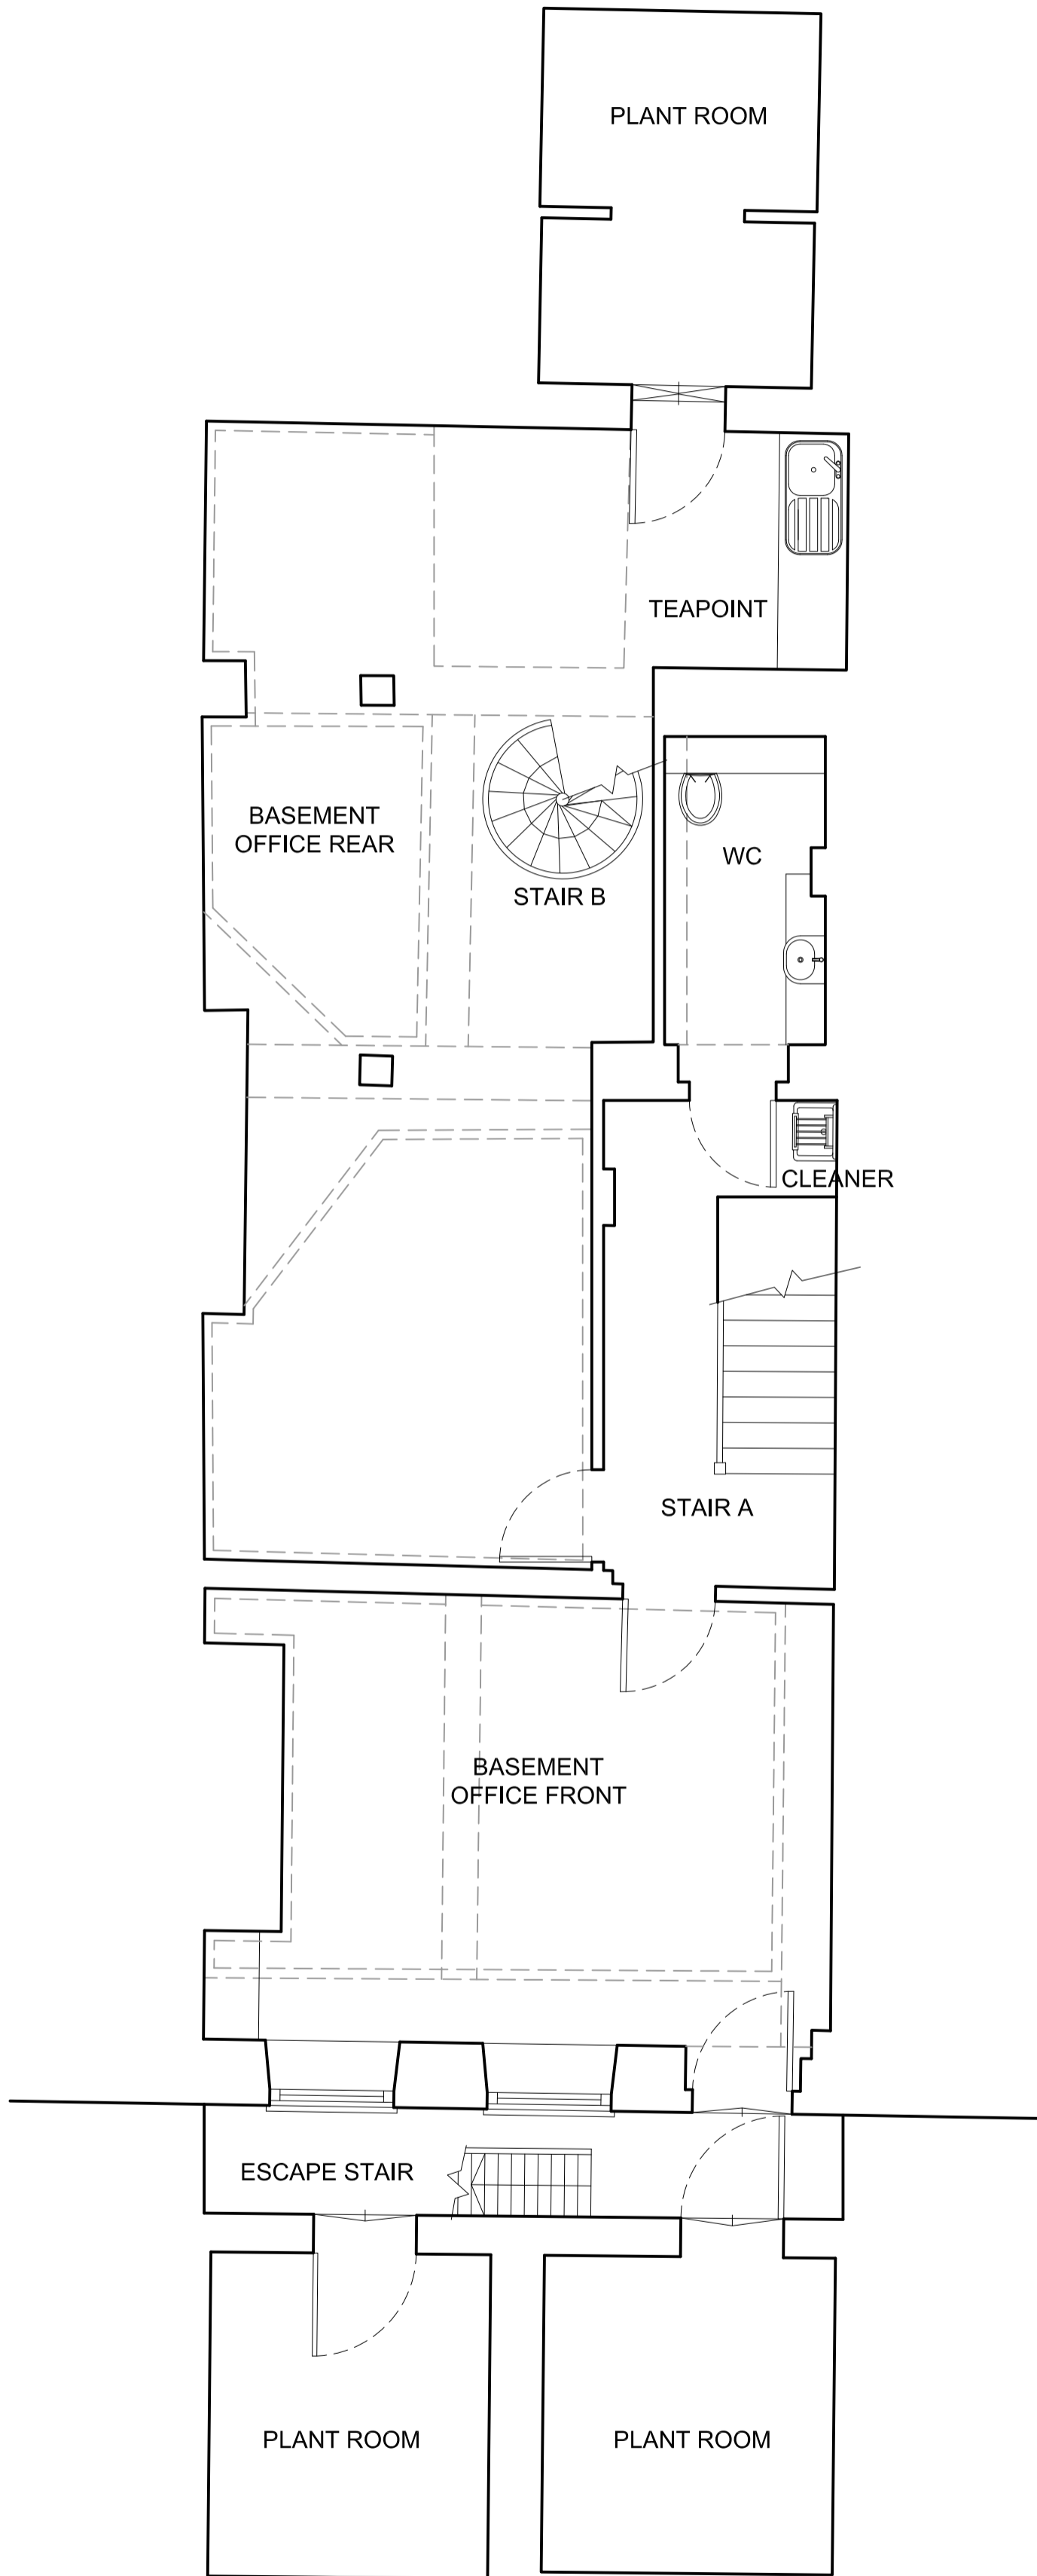 PLANT ROOM
TEAPOINT
BASEMENT
OFFICE REAR
WC
STAIR B
CLEANER
STAIR A
BASEMENT
OFFICE FRONT
ESCAPE STAIR
PLANT ROOM
PLANT ROOM